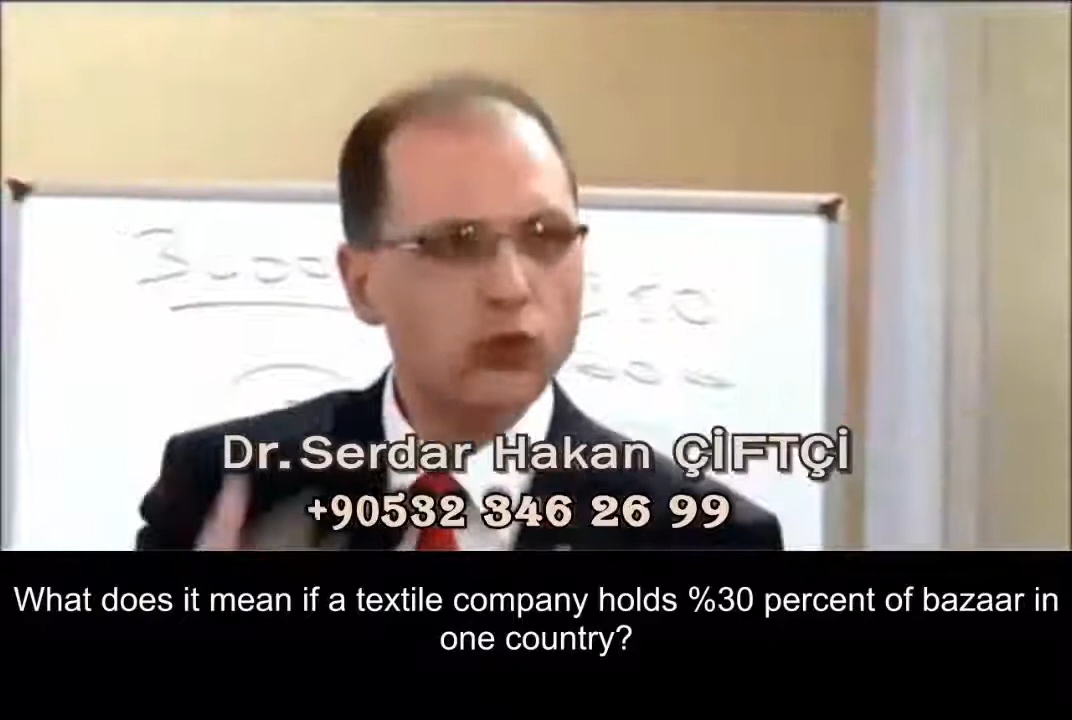 Dr. Serdar Hakan ÇİFTÇİ
+90532 346 26 99
What does it mean if a textile company holds %30 percent of bazaar in
one country?